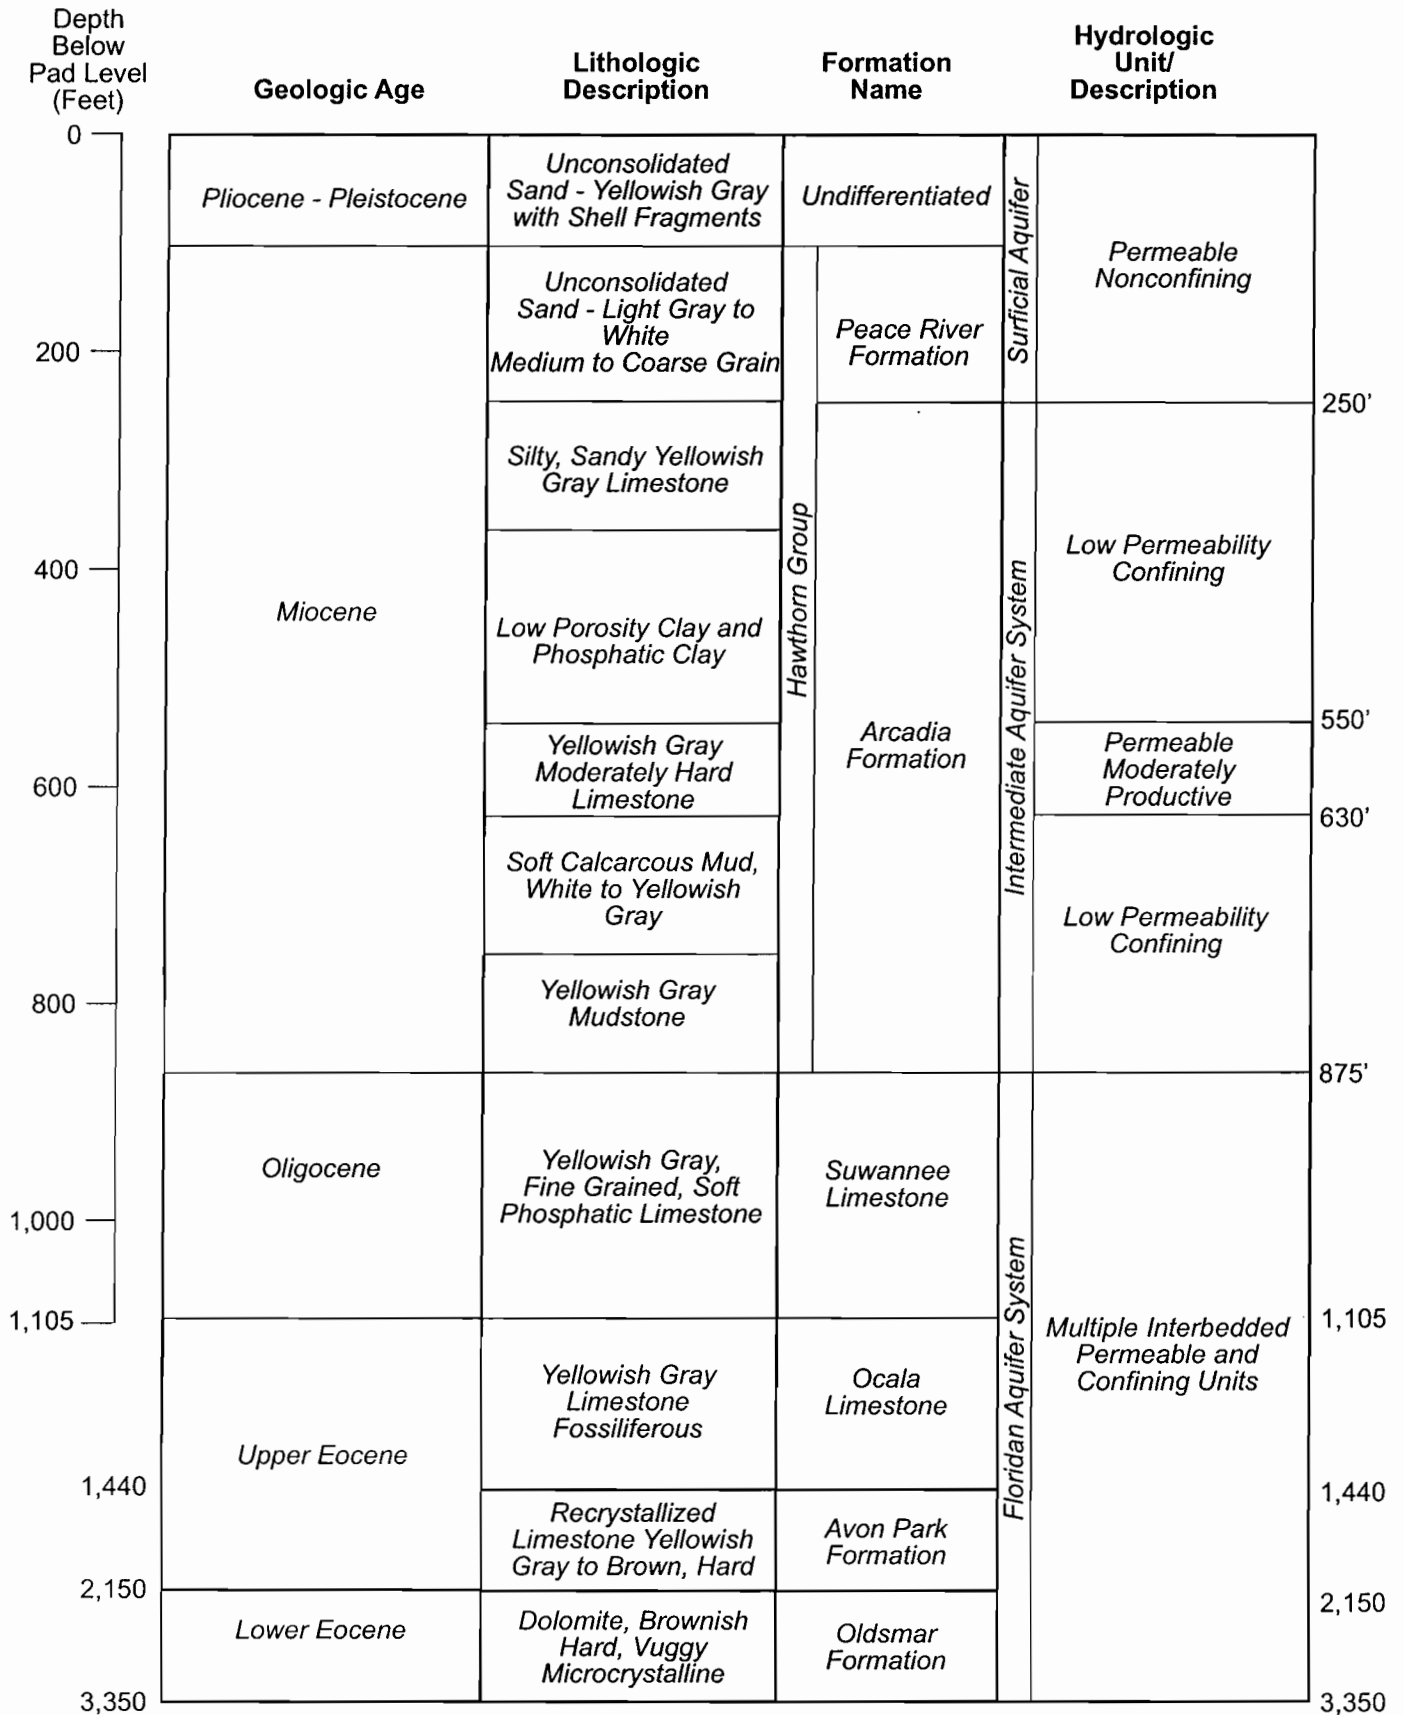 Depth
Below
Pad Level
(Feet)
Geologic Age
Lithologic
Description
Formation
Name
Hydrologic
Unit/
Description
0
Pliocene - Pleistocene
Unconsolidated
Sand - Yellowish Gray
with Shell Fragments
Undifferentiated
Surficial Aquifer
Permeable
Nonconfining
Unconsolidated
Sand - Light Gray to
White
Medium to Coarse Grain
Peace River
Formation
200
250'
Silty, Sandy Yellowish
Gray Limestone
Hawthorn Group
Low Permeability
Confining
400
Miocene
Low Porosity Clay and
Phosphatic Clay
Intermediate Aquifer System
550'
Arcadia
Formation
Yellowish Gray
Moderately Hard
Limestone
Permeable
Moderately
Productive
600
630'
Soft Calcarcous Mud,
White to Yellowish
Gray
Low Permeability
Confining
800
Yellowish Gray
Mudstone
875'
Oligocene
Yellowish Gray,
Fine Grained, Soft
Phosphatic Limestone
Suwannee
Limestone
1,000
Floridan Aquifer System
1,105
1,105
Multiple Interbedded
Permeable and
Confining Units
Yellowish Gray
Limestone
Fossiliferous
Ocala
Limestone
Upper Eocene
1,440
1,440
Recrystallized
Limestone Yellowish
Gray to Brown, Hard
Avon Park
Formation
2,150
2,150
Lower Eocene
Dolomite, Brownish
Hard, Vuggy
Microcrystalline
Oldsmar
Formation
3,350
3,350